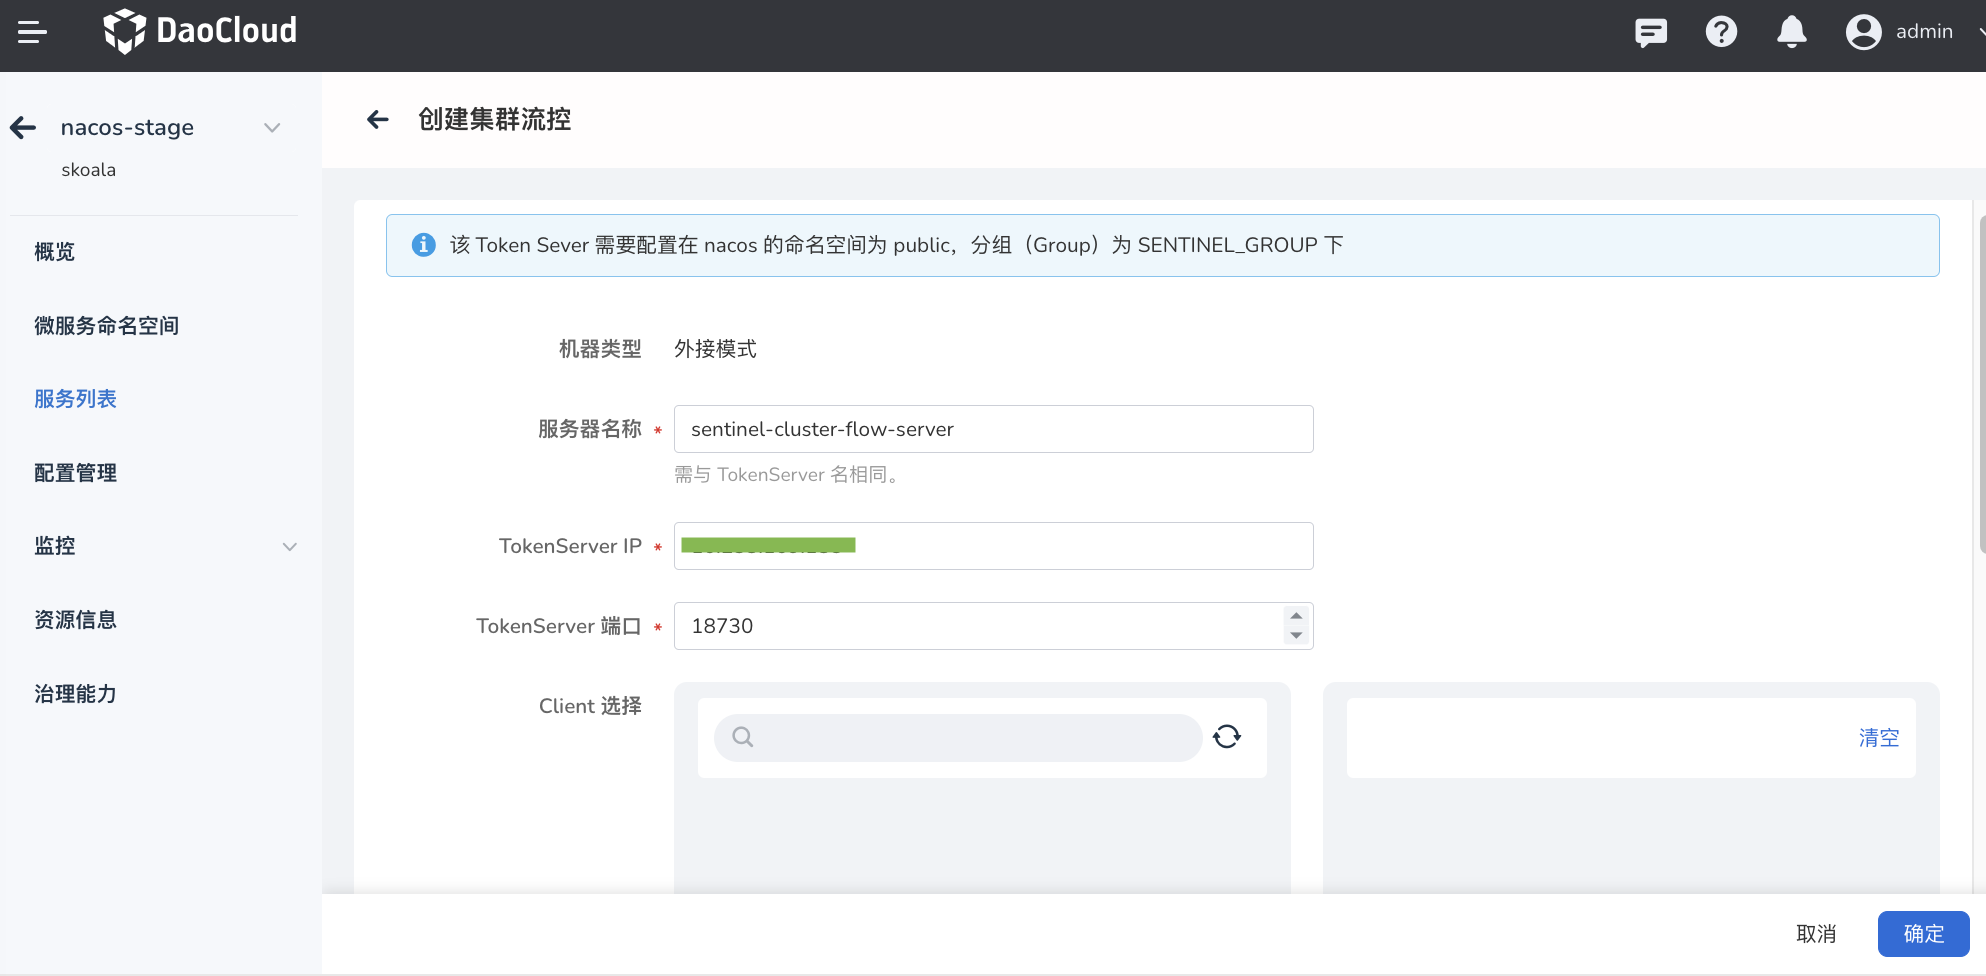 DaoCloud
admin
nacos-stage
skoala
概览
微服务命名空间
服务列表
配置管理
监控
资源信息
治理能力
创建集群流控
该 Token Sever 需要配置在 nacos 的命名空间为 public，分组（Group）为 SENTINEL_GROUP 下
机器类型 外接模式
服务器名称 * sentinel-cluster-flow-server
需与 TokenServer 名相同。
TokenServer IP *
TokenServer 端口 * 18730
Client 选择
清空
取消 确定